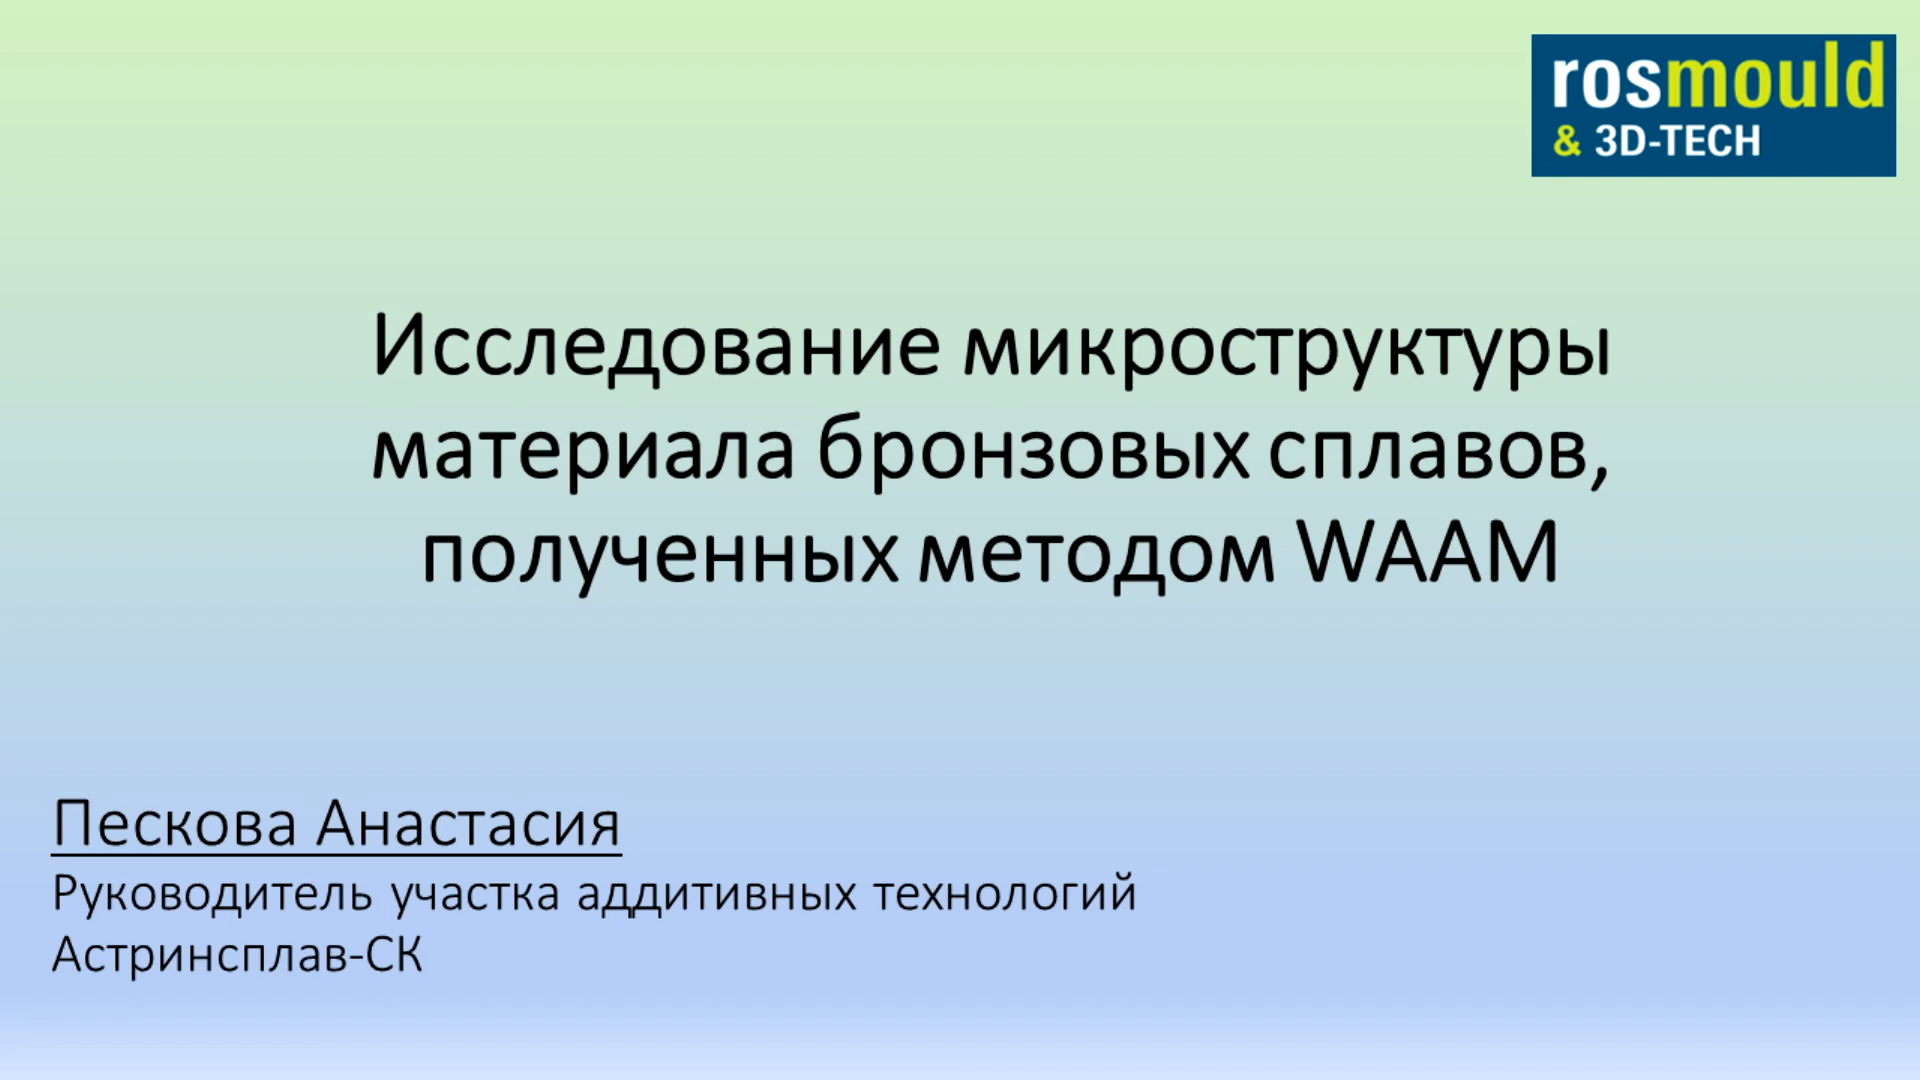 rosmould
& 3D-TECH
Исследование микроструктуры
материала бронзовых сплавов,
полученных методом WAAM
Пескова Анастасия
Руководитель участка аддитивных технологий
Астринсплав-СК